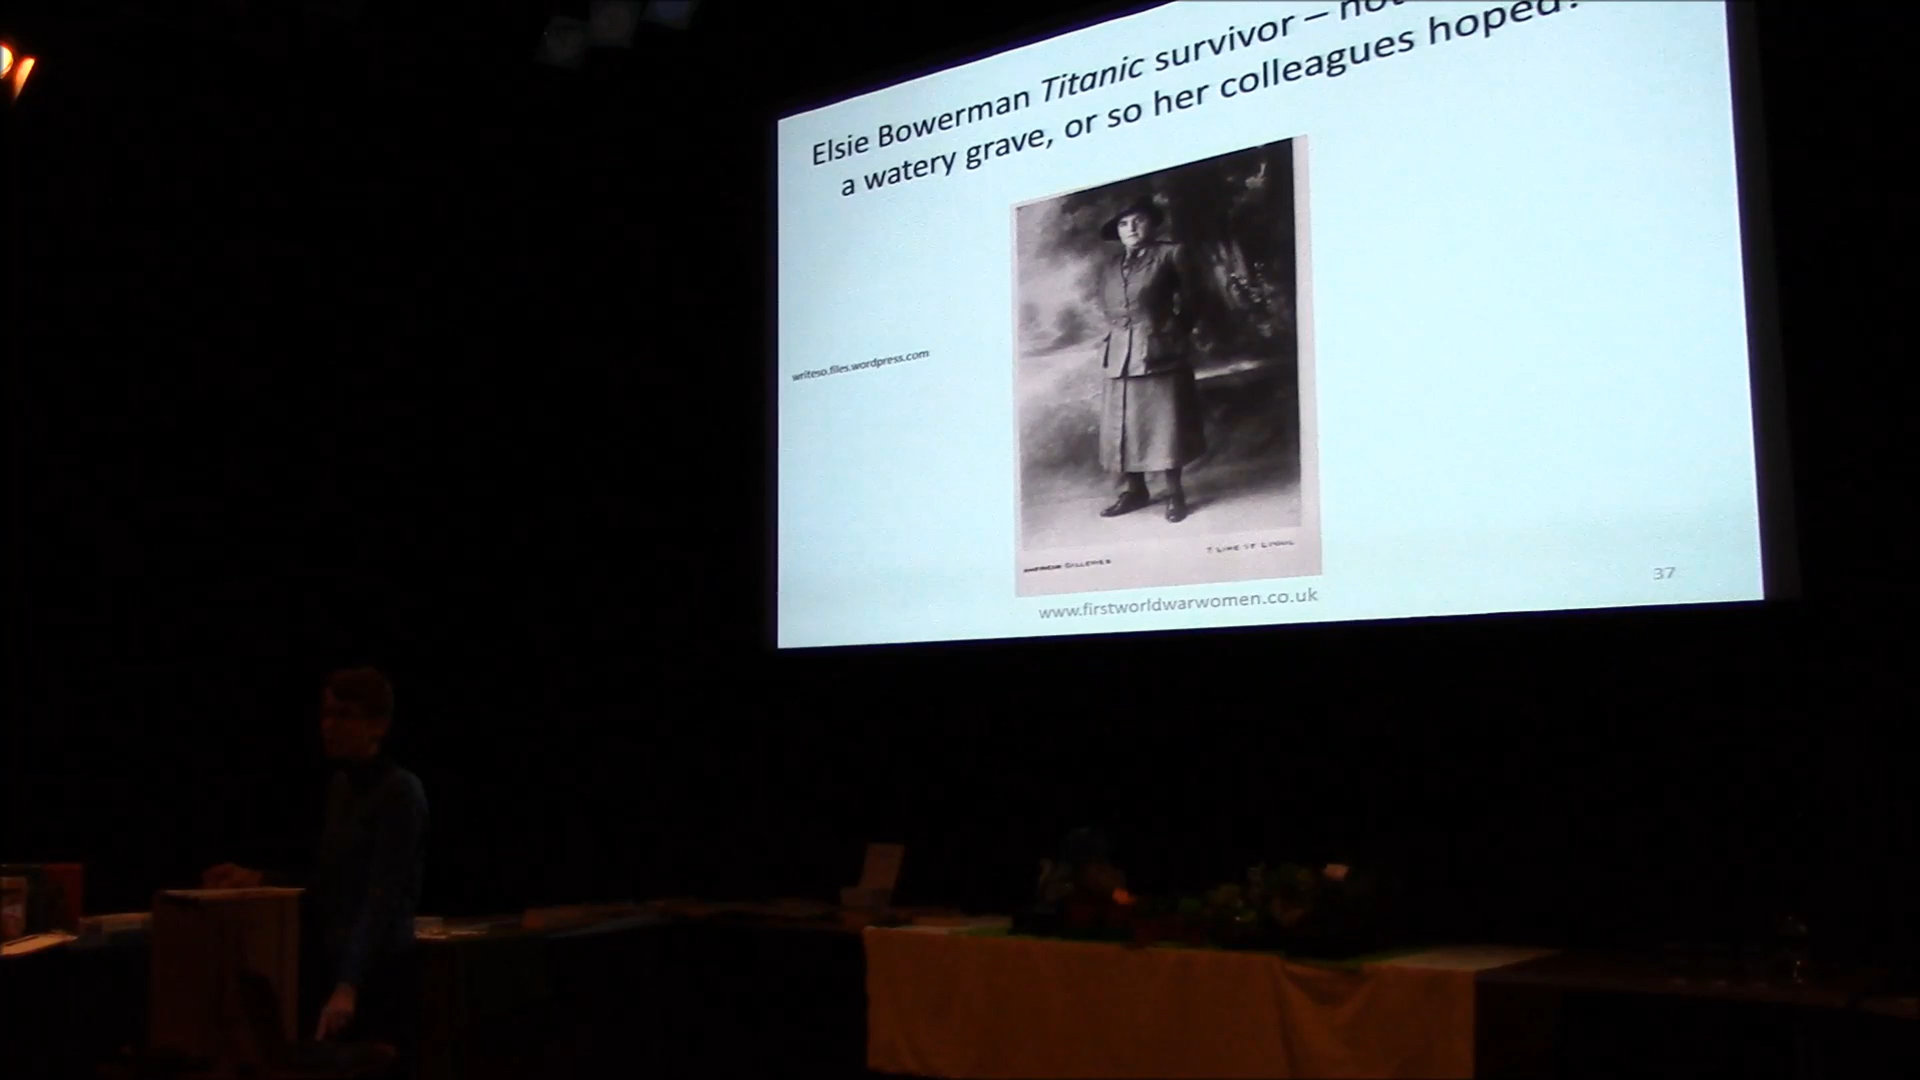 Elsie Bowerman Titanic survivor –
a watery grave, or so her colleagues hoped?
writeso.files.wordpress.com
GALLERIES
www.firstworldwarwomen.co.uk
37